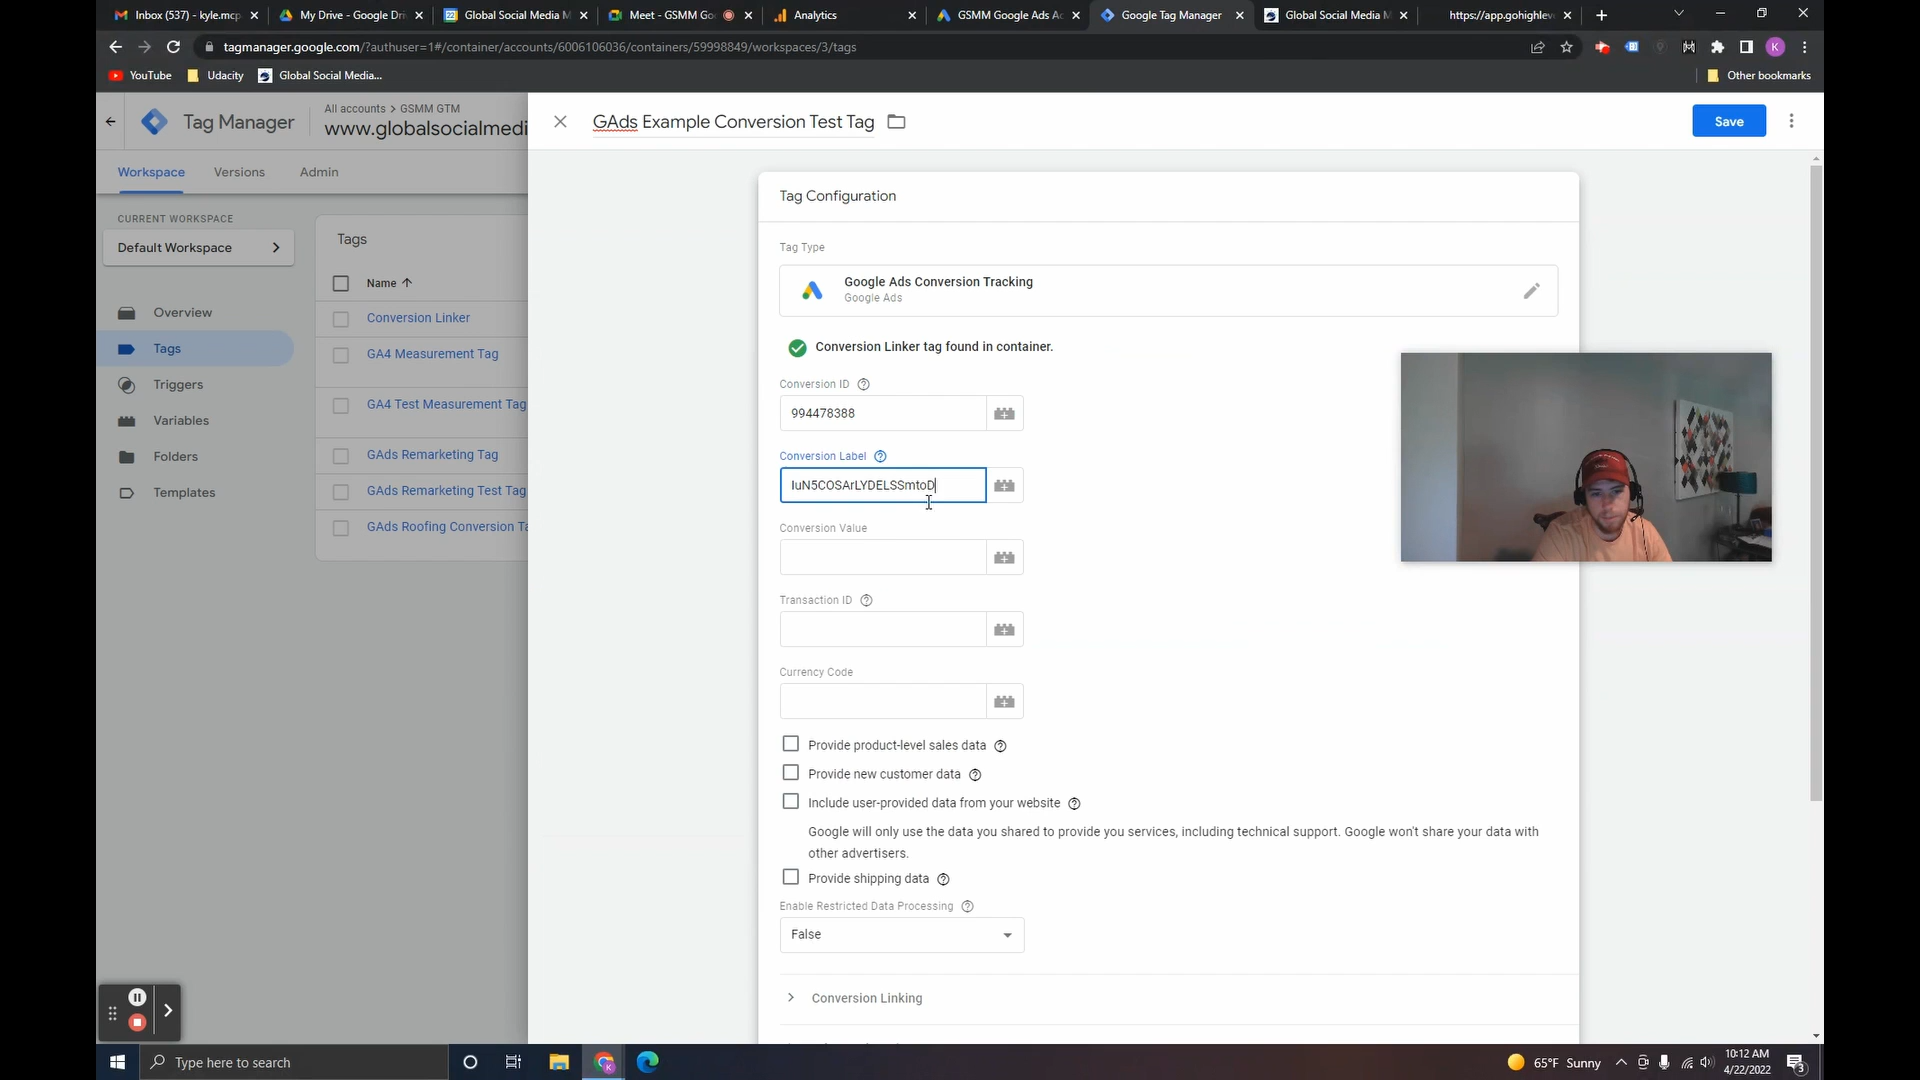 Inbox (537) - kyle.mcp
My Drive - Google Dri
Global Social Media M
Meet - GSMM Go
Analytics
GSMM Google Ads Ac
Google Tag Manager
Global Social Media M
https://app.gohighleve
tagmanager.google.com/?authuser=1#/container/accounts/6006106036/containers/59998849/workspaces/3/tags
K
YouTube
Udacity
Global Social Media...
Other bookmarks
Tag Manager
All accounts > GSMM GTM
www.globalsocialmedi
GAds Example Conversion Test Tag
Save
Workspace
Versions
Admin
CURRENT WORKSPACE
Default Workspace
Overview
Tags
Triggers
Variables
Folders
Templates
Tags
Name
Conversion Linker
GA4 Measurement Tag
GA4 Test Measurement Tag
GAds Remarketing Tag
GAds Remarketing Test Tag
GAds Roofing Conversion Ta
Tag Configuration
Tag Type
Google Ads Conversion Tracking
Google Ads
Conversion Linker tag found in container.
Conversion ID
994478388
Conversion Label
IuN5COSArLYDELSSmtoD
Conversion Value
Transaction ID
Currency Code
Provide product-level sales data
Provide new customer data
Include user-provided data from your website
Google will only use the data you shared to provide you services, including technical support. Google won't share your data with
other advertisers.
Provide shipping data
Enable Restricted Data Processing
False
Conversion Linking
Type here to search
65°F Sunny
10:12 AM
4/22/2022
3